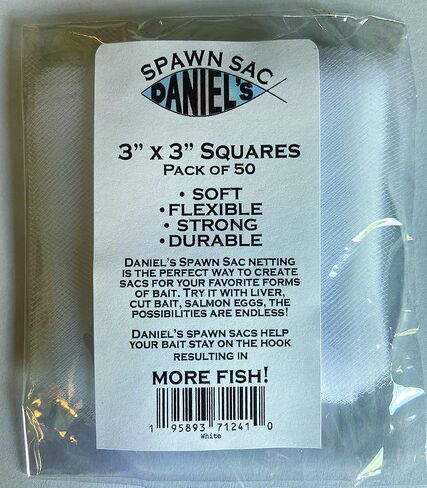 SPAWN SAC
DANIEL'S
3" x 3" SQUARES
PACK OF 50
• SOFT
• FLEXIBLE
• STRONG
• DURABLE
DANIEL'S SPAWN SAC NETTING
IS THE PERFECT WAY TO CREATE
SACS FOR YOUR FAVORITE FORMS
OF BAIT. TRY IT WITH LIVER,
CUT BAIT, SALMON EGGS, THE
POSSIBILITIES ARE ENDLESS!
DANIEL'S SPAWN SACS HELP
YOUR BAIT STAY ON THE HOOK
RESULTING IN
MORE FISH!
1 95893 71241 0
White